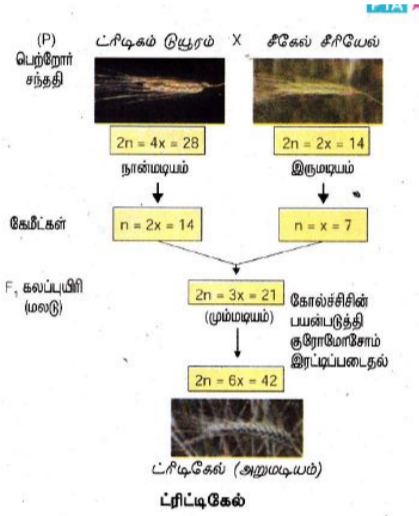 PTA
(P) ட்ரிடிகம் டுயூரம் X சீகேல் சீரியேல்
பெற்றோர்
சந்ததி
2n = 4x = 28 2n = 2x = 14
நான்மடியம் இருமடியம்
கேமீட்கள் n = 2x = 14 n = x = 7
F₁ கலப்புயிரி
(மலடு)
2n = 3x = 21
(மும்மடியம்)
கோல்ச்சிசின்
பயன்படுத்தி
குரோமோசோம்
இரட்டிப்படைதல்
2n = 6x = 42
ட்ரிடிகேல் (அறுமடியம்)
ட்ரிட்டிகேல்